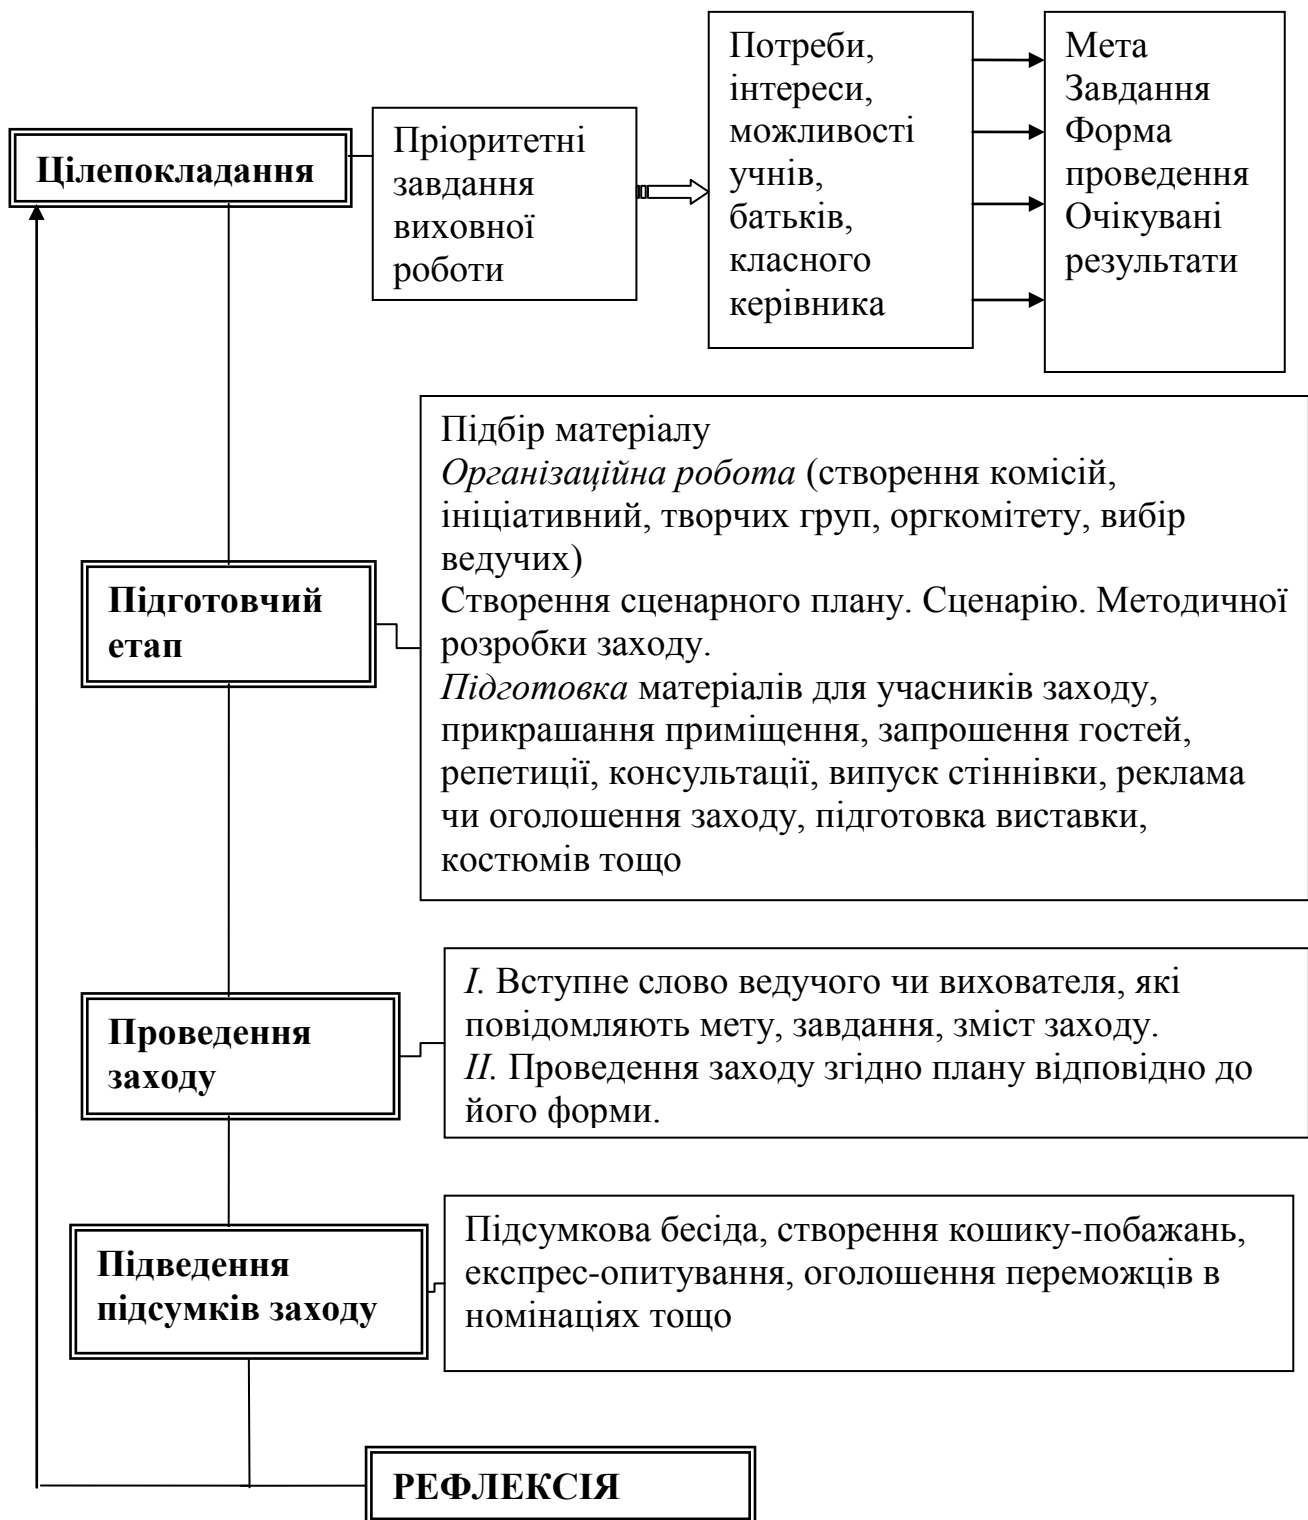 Цілепокладання
Пріоритетні
завдання
виховної
роботи
Потреби,
інтереси,
можливості
учнів,
батьків,
класного
керівника
Мета
Завдання
Форма
проведення
Очікувані
результати
Підготовчий
етап
Підбір матеріалу
Організаційна робота (створення комісій,
ініціативний, творчих груп, оргкомітету, вибір
ведучих)
Створення сценарного плану. Сценарію. Методичної
розробки заходу.
Підготовка матеріалів для учасників заходу,
прикрашання приміщення, запрошення гостей,
репетиції, консультації, випуск стіннівки, реклама
чи оголошення заходу, підготовка виставки,
костюмів тощо
Проведення
заходу
I. Вступне слово ведучого чи вихователя, які
повідомляють мету, завдання, зміст заходу.
II. Проведення заходу згідно плану відповідно до
його форми.
Підведення
підсумків заходу
Підсумкова бесіда, створення кошику-побажань,
експрес-опитування, оголошення переможців в
номінаціях тощо
РЕФЛЕКСІЯ